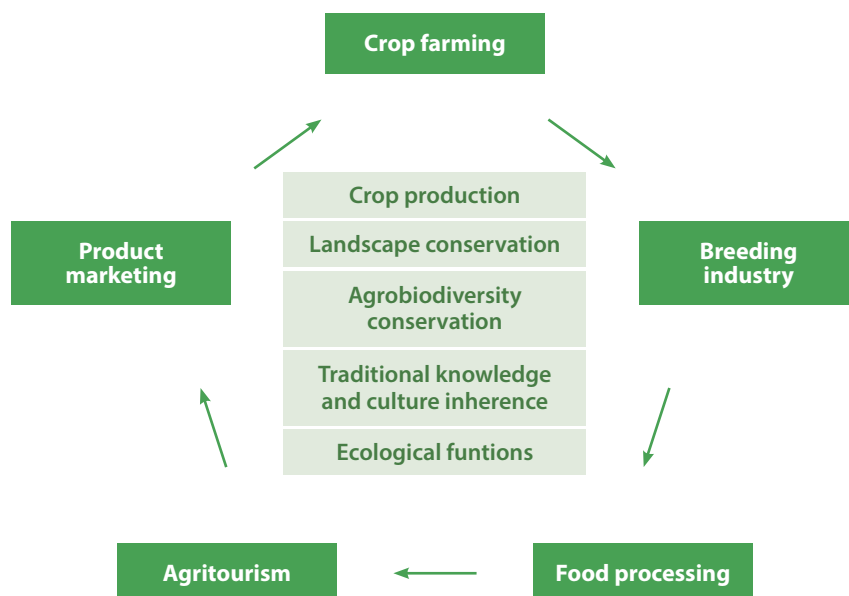 Crop farming
Crop production
Landscape conservation
Agrobiodiversity
conservation
Traditional knowledge
and culture inherence
Ecological funtions
Product
marketing
Breeding
industry
Agritourism
Food processing